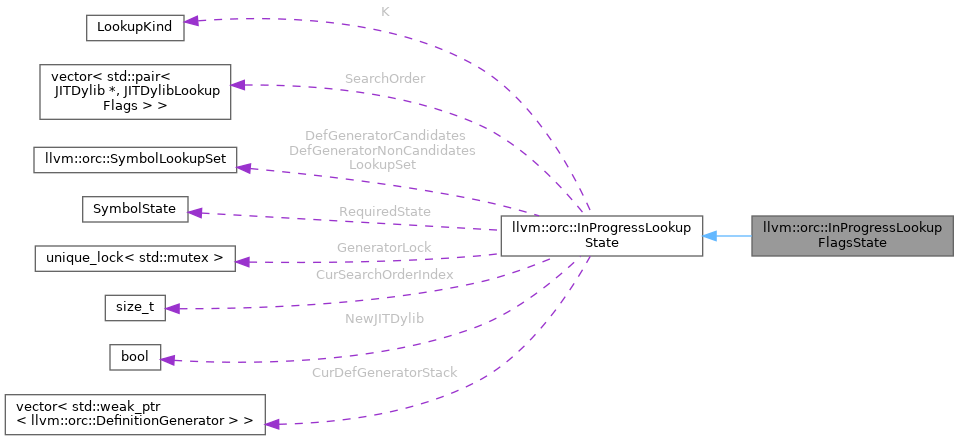 K
LookupKind
vector< std::pair<
JITDylib *, JITDylibLookup
Flags > >
SearchOrder
DefGeneratorCandidates
DefGeneratorNonCandidates
LookupSet
llvm::orc::SymbolLookupSet
SymbolState
RequiredState
llvm::orc::InProgressLookup
State
llvm::orc::InProgressLookup
FlagsState
unique_lock< std::mutex >
GeneratorLock
CurSearchOrderIndex
size_t
NewJITDylib
bool
CurDefGeneratorStack
vector< std::weak_ptr
< llvm::orc::DefinitionGenerator > >